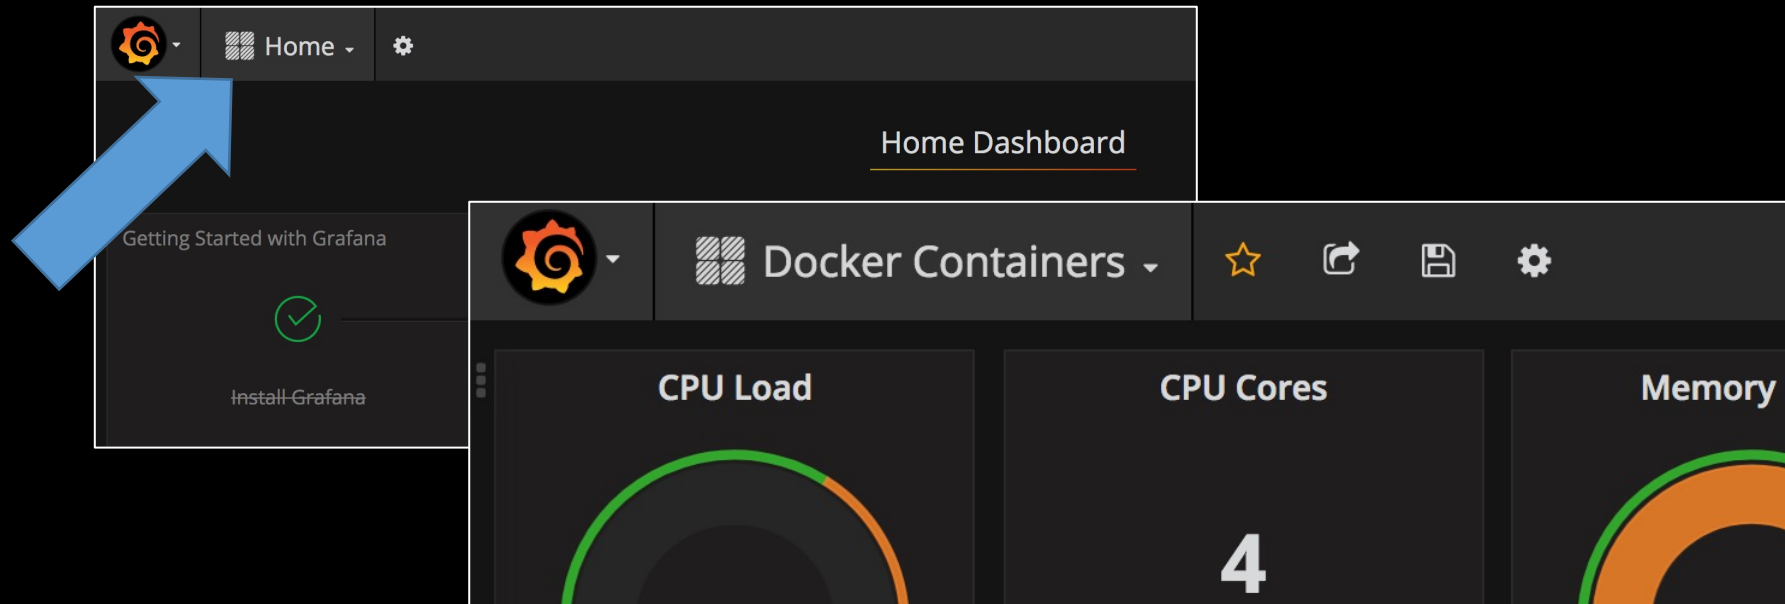 Home
Home Dashboard
Getting Started with Grafana
Install Grafana
Docker Containers
CPU Load
CPU Cores
Memory
4